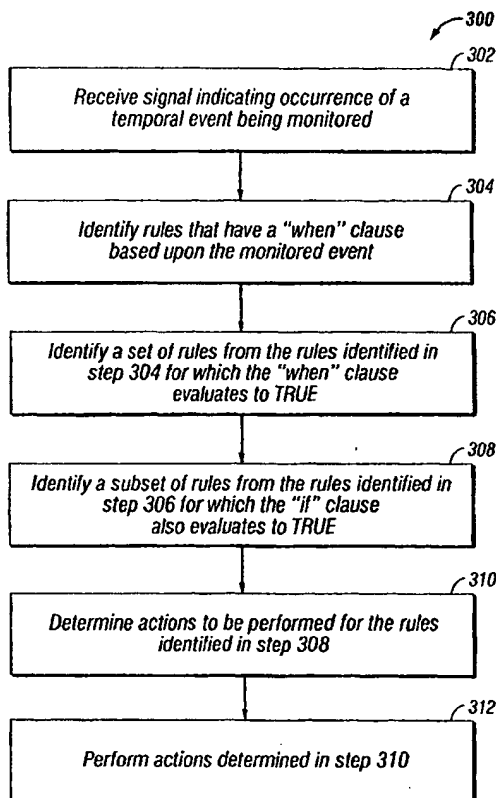 300
302
Receive signal indicating occurrence of a
temporal event being monitored
304
Identify rules that have a "when" clause
based upon the monitored event
306
Identify a set of rules from the rules identified in
step 304 for which the "when" clause
evaluates to TRUE
308
Identify a subset of rules from the rules identified in
step 306 for which the "if" clause
also evaluates to TRUE
310
Determine actions to be performed for the rules
identified in step 308
312
Perform actions determined in step 310